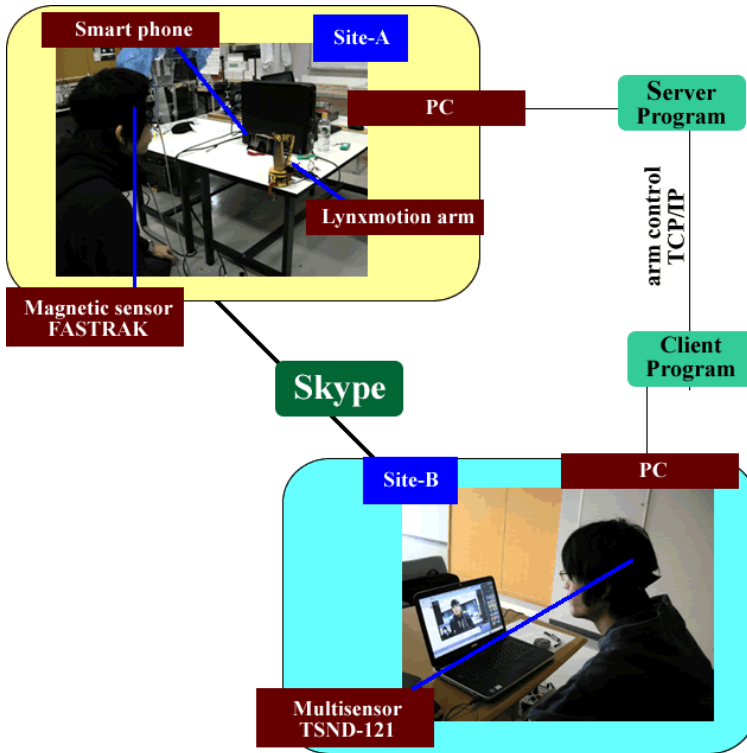 Smart phone
Site-A
PC
Server
Program
Lynxmotion arm
arm control
TCP/IP
Magnetic sensor
FASTRAK
Client
Program
Skype
Site-B
PC
Multisensor
TSND-121